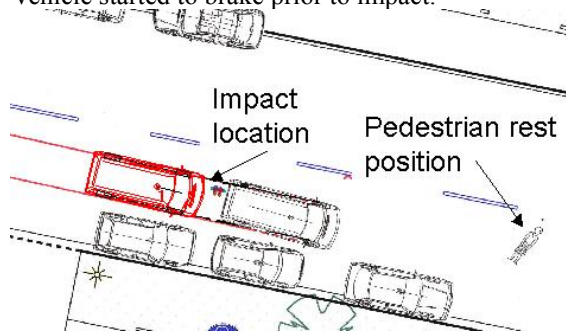 vehicle started to brake prior to impact.
Impact
location
Pedestrian rest
position